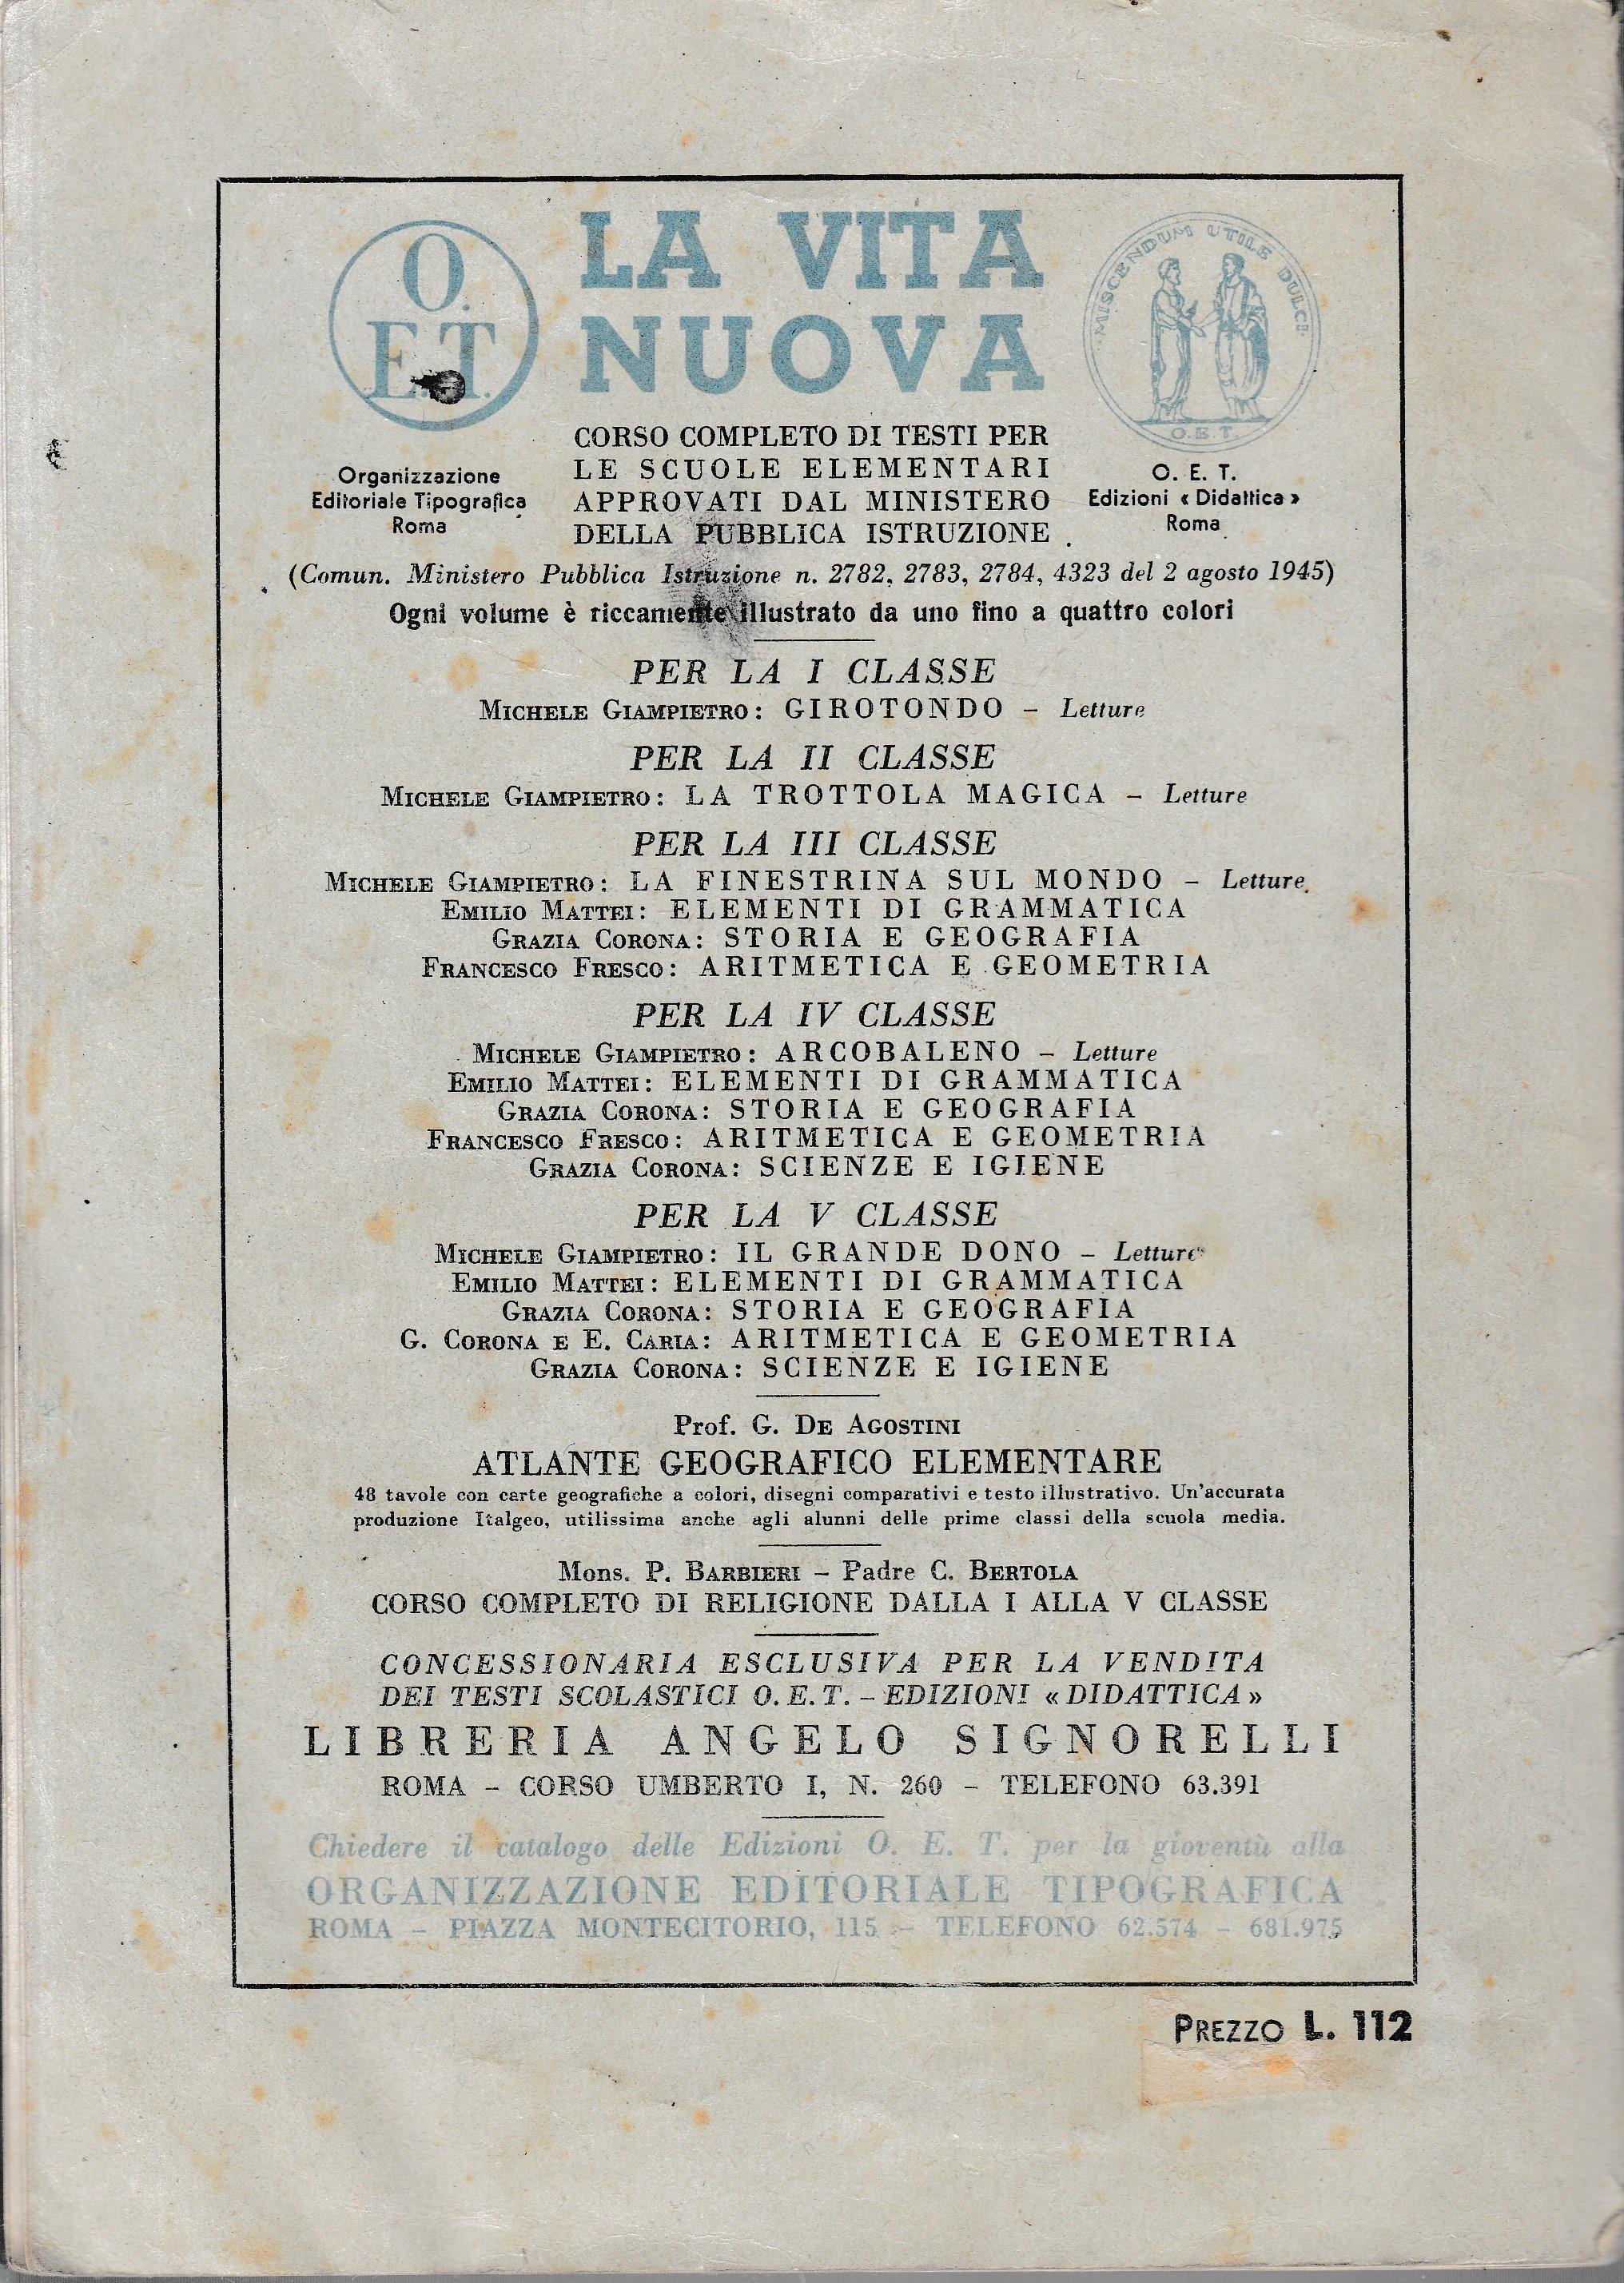 O.
E.T.
LA VITA
NUOVA
MISCENDUM UTILE DULCI
O.E.T.
Organizzazione
Editoriale Tipografica
Roma
CORSO COMPLETO DI TESTI PER
LE SCUOLE ELEMENTARI
APPROVATI DAL MINISTERO
DELLA PUBBLICA ISTRUZIONE
O. E. T.
Edizioni « Didattica »
Roma
(Comun. Ministero Pubblica Istruzione n. 2782, 2783, 2784, 4323 del 2 agosto 1945)
Ogni volume è riccamente illustrato da uno fino a quattro colori
PER LA I CLASSE
MICHELE GIAMPIETRO: GIROTONDO – Letture
PER LA II CLASSE
MICHELE GIAMPIETRO: LA TROTTOLA MAGICA – Letture
PER LA III CLASSE
MICHELE GIAMPIETRO: LA FINESTRINA SUL MONDO – Letture
EMILIO MATTEI: ELEMENTI DI GRAMMATICA
GRAZIA CORONA: STORIA E GEOGRAFIA
FRANCESCO FRESCO: ARITMETICA E GEOMETRIA
PER LA IV CLASSE
MICHELE GIAMPIETRO: ARCOBALENO – Letture
EMILIO MATTEI: ELEMENTI DI GRAMMATICA
GRAZIA CORONA: STORIA E GEOGRAFIA
FRANCESCO FRESCO: ARITMETICA E GEOMETRIA
GRAZIA CORONA: SCIENZE E IGIENE
PER LA V CLASSE
MICHELE GIAMPIETRO: IL GRANDE DONO – Letture
EMILIO MATTEI: ELEMENTI DI GRAMMATICA
GRAZIA CORONA: STORIA E GEOGRAFIA
G. CORONA E E. CARIA: ARITMETICA E GEOMETRIA
GRAZIA CORONA: SCIENZE E IGIENE
Prof. G. DE AGOSTINI
ATLANTE GEOGRAFICO ELEMENTARE
48 tavole con carte geografiche a colori, disegni comparativi e testo illustrativo. Un'accurata
produzione Italgeo, utilissima anche agli alunni delle prime classi della scuola media.
Mons. P. BARBIERI – Padre C. BERTOLA
CORSO COMPLETO DI RELIGIONE DALLA I ALLA V CLASSE
CONCESSIONARIA ESCLUSIVA PER LA VENDITA
DEI TESTI SCOLASTICI O.E.T. – EDIZIONI « DIDATTICA »
LIBRERIA ANGELO SIGNORELLI
ROMA – CORSO UMBERTO I, N. 260 – TELEFONO 63.391
Chiedere il catalogo delle Edizioni O. E. T. per la gioventù alla
ORGANIZZAZIONE EDITORIALE TIPOGRAFICA
ROMA – PIAZZA MONTECITORIO, 115 – TELEFONO 62.574 – 681.975
PREZZO L. 112